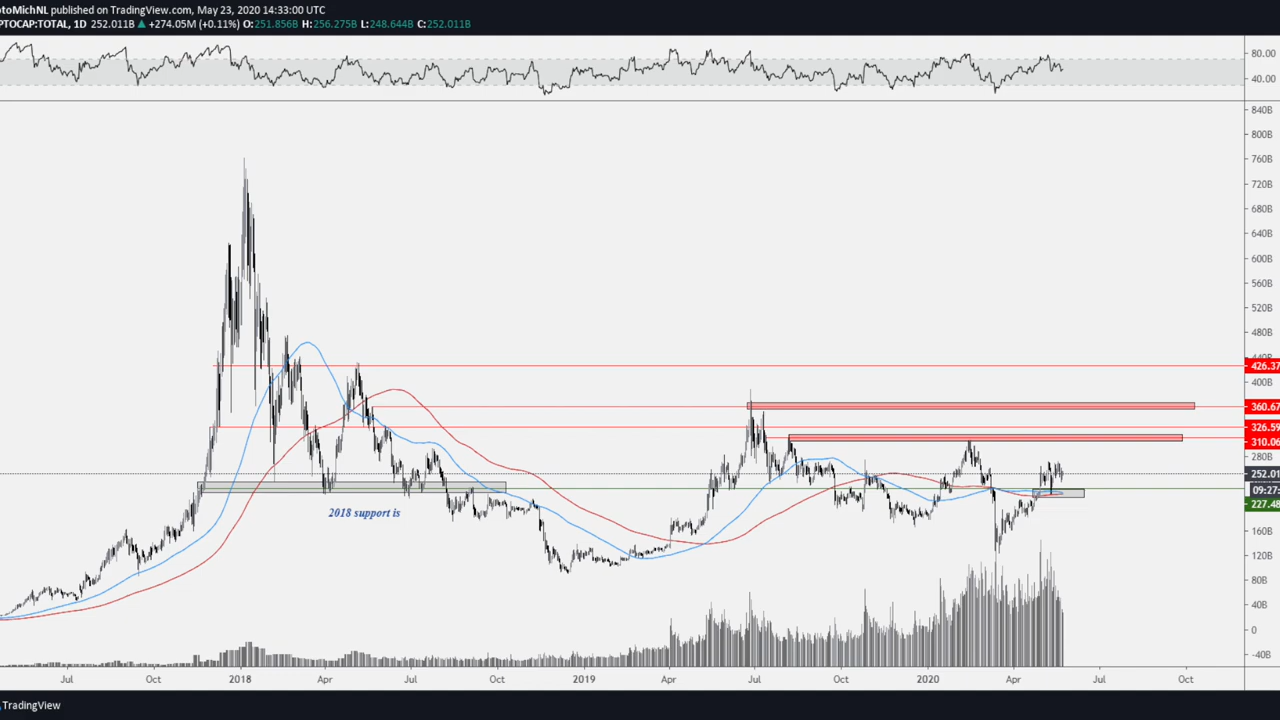 otoMichNL published on TradingView.com, May 23, 2020 14:33:00 UTC
PTOCAP:TOTAL, 1D 252.011B ▲ +274.05M (+0.11%) O:251.856B H:256.275B L:248.644B C:252.011B
80.00
40.00
840B
800B
760B
720B
680B
640B
600B
560B
520B
480B
440B
426.37
400B
360.67
326.59
310.06
280B
252.01
09:27:
227.48
160B
120B
80B
40B
0
-40B
2018 support is
Jul Oct 2018 Apr Jul Oct 2019 Apr Jul Oct 2020 Apr Jul Oct
TradingView